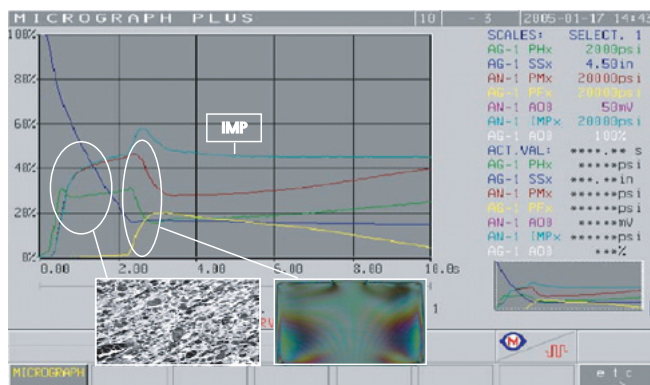 MICROGRAPH PLUS
10
- 3
2005-01-17 14:43
100%
80%
60%
40%
20%
0%
0.00
2.00
4.00
6.00
8.00
10.0s
IMP
SCALES: SELECT. 1
AG-1 PHx 2000psi
AG-1 SSx 4.50in
AN-1 PMx 20000psi
AG-1 PFx 20000psi
AN-1 AOB 50mV
AN-1 IMPx 20000psi
AG-1 AOB 100%
ACT.VAL: ****.** s
AG-1 PHx *****psi
AG-1 SSx ***.**in
AN-1 PMx *****psi
AG-1 PFx *****psi
AN-1 AOB *****mV
AN-1 IMPx *****psi
AG-1 AOB ***%
1
M
MICROGRAPH
etc